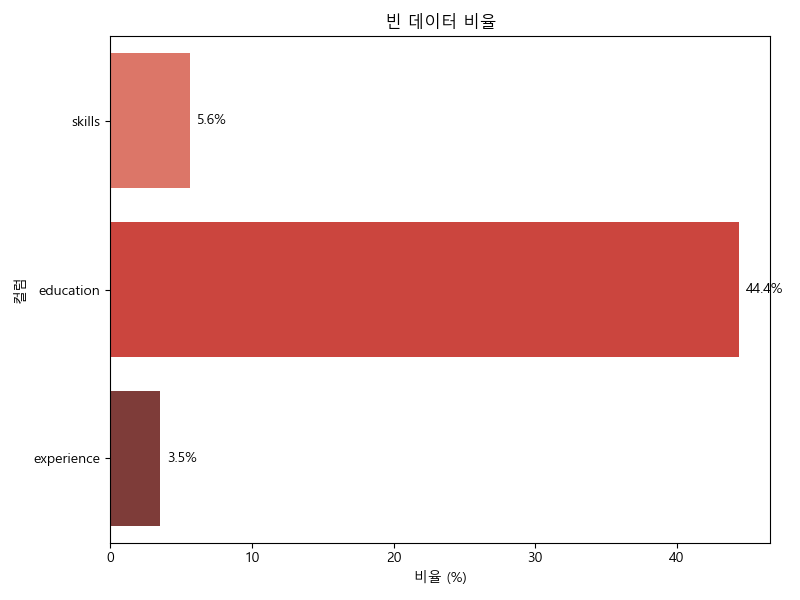 빈 데이터 비율
skills
5.6%
컬럼
education
44.4%
experience
3.5%
0
10
20
30
40
비율 (%)